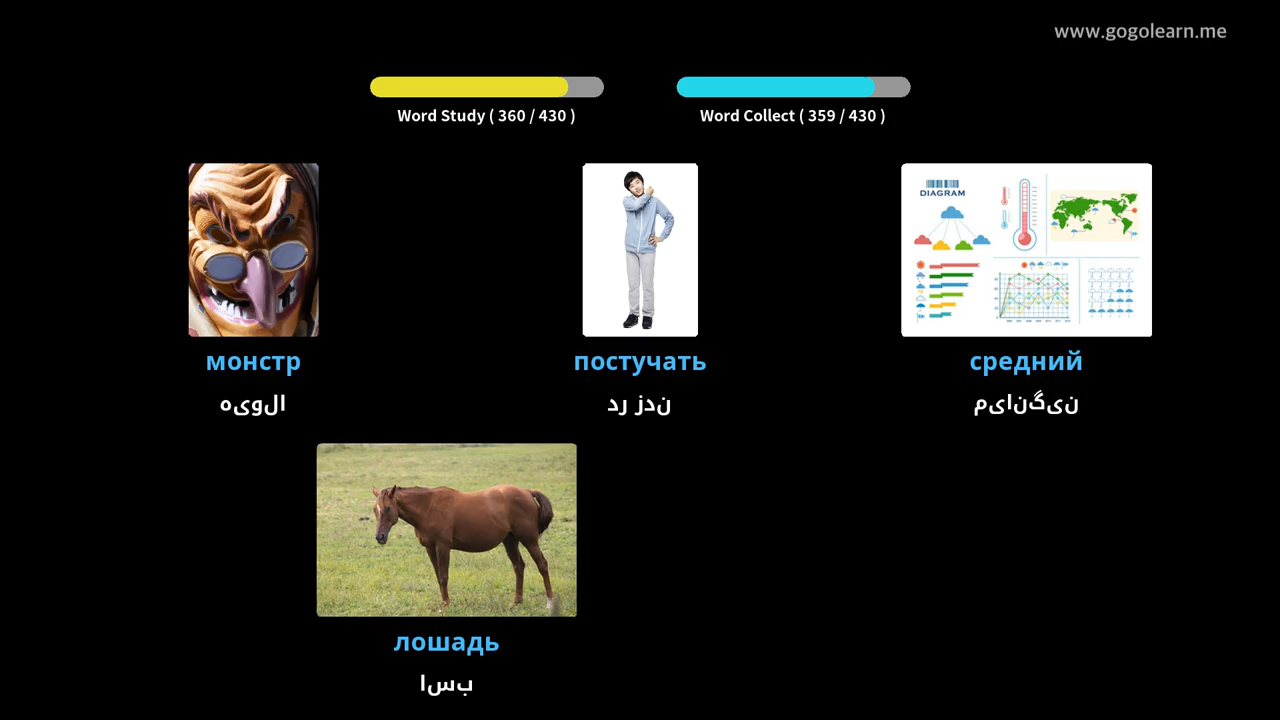 www.gogolearn.me
Word Study ( 360 / 430 )
Word Collect ( 359 / 430 )
DIAGRAM
монстр
постучать
средний
هیولا
در زدن
میانگین
лошадь
اسب